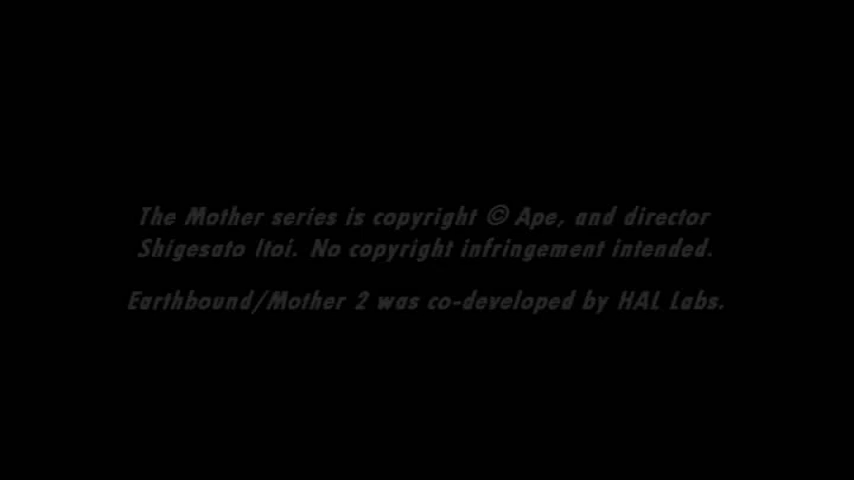 The Mother series is copyright © Ape, and director
Shigesato Itoi. No copyright infringement intended.
Earthbound/Mother 2 was co-developed by HAL Labs.